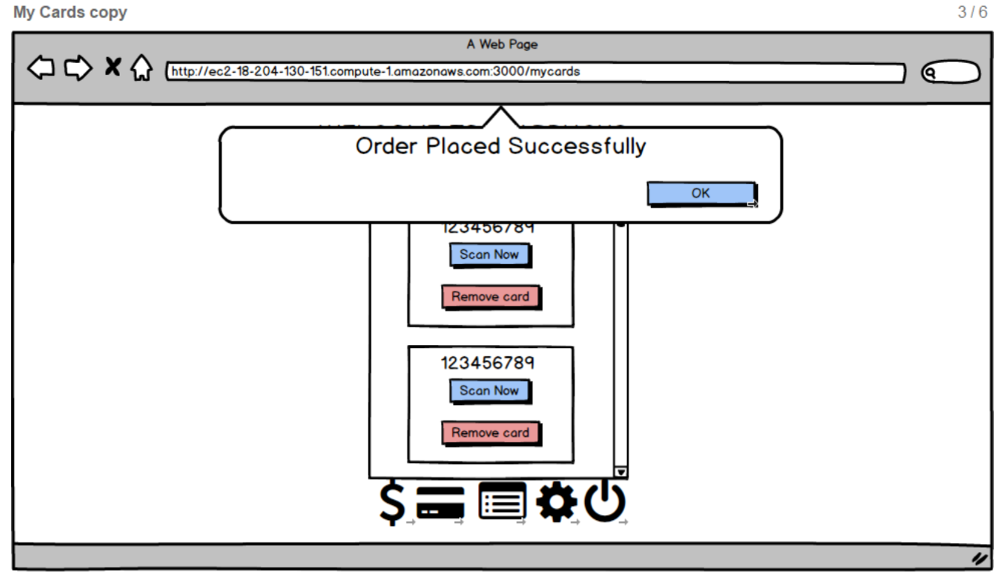 My Cards copy
3 / 6
A Web Page
http://ec2-18-204-130-151.compute-1.amazonaws.com:3000/mycards
Order Placed Successfully
OK
123456789
Scan Now
Remove card
123456789
Scan Now
Remove card